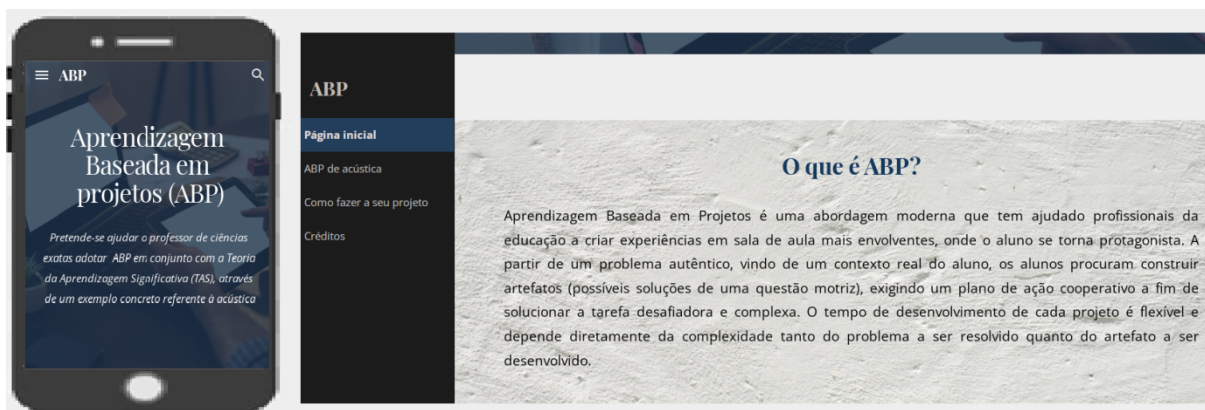 ABP
Aprendizagem
Baseada em
projetos (ABP)
Pretende-se ajudar o professor de ciências
exatas adotar ABP em conjunto com a Teoria
da Aprendizagem Significativa (TAS), através
de um exemplo concreto referente à acústica
ABP
Página inicial
ABP de acústica
Como fazer a seu projeto
Créditos
O que é ABP?
Aprendizagem Baseada em Projetos é uma abordagem moderna que tem ajudado profissionais da
educação a criar experiências em sala de aula mais envolventes, onde o aluno se torna protagonista. A
partir de um problema autêntico, vindo de um contexto real do aluno, os alunos procuram construir
artefatos (possíveis soluções de uma questão motriz), exigindo um plano de ação cooperativo a fim de
solucionar a tarefa desafiadora e complexa. O tempo de desenvolvimento de cada projeto é flexível e
depende diretamente da complexidade tanto do problema a ser resolvido quanto do artefato a ser
desenvolvido.